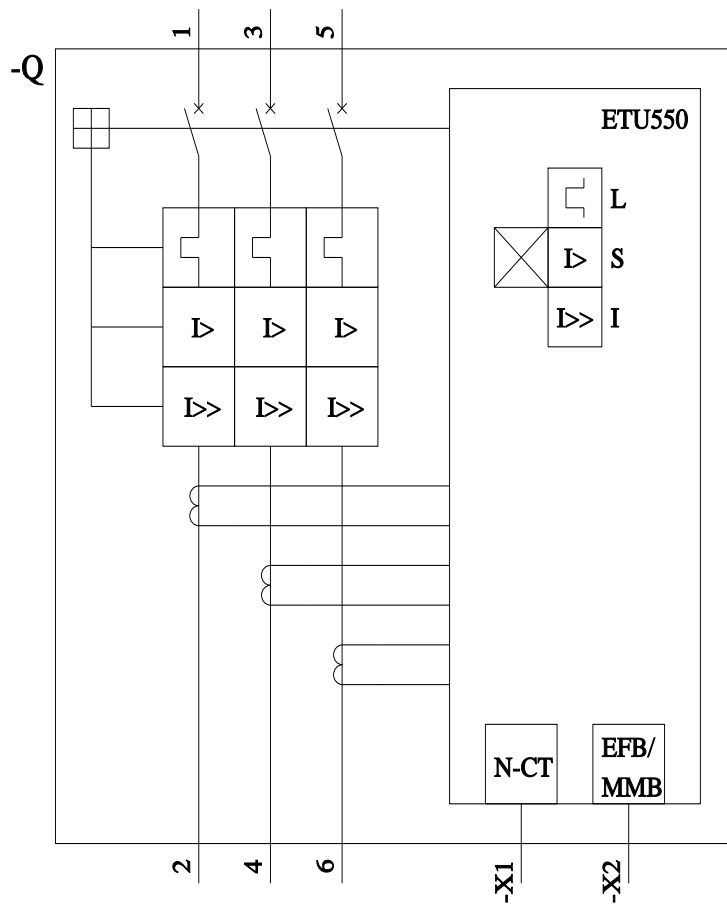 1 3 5
-Q
ETU550
L
I> S
I>> I
I> I> I>
I>> I>> I>>
N-CT
EFB/
MMB
2 4 6 -X1 -X2